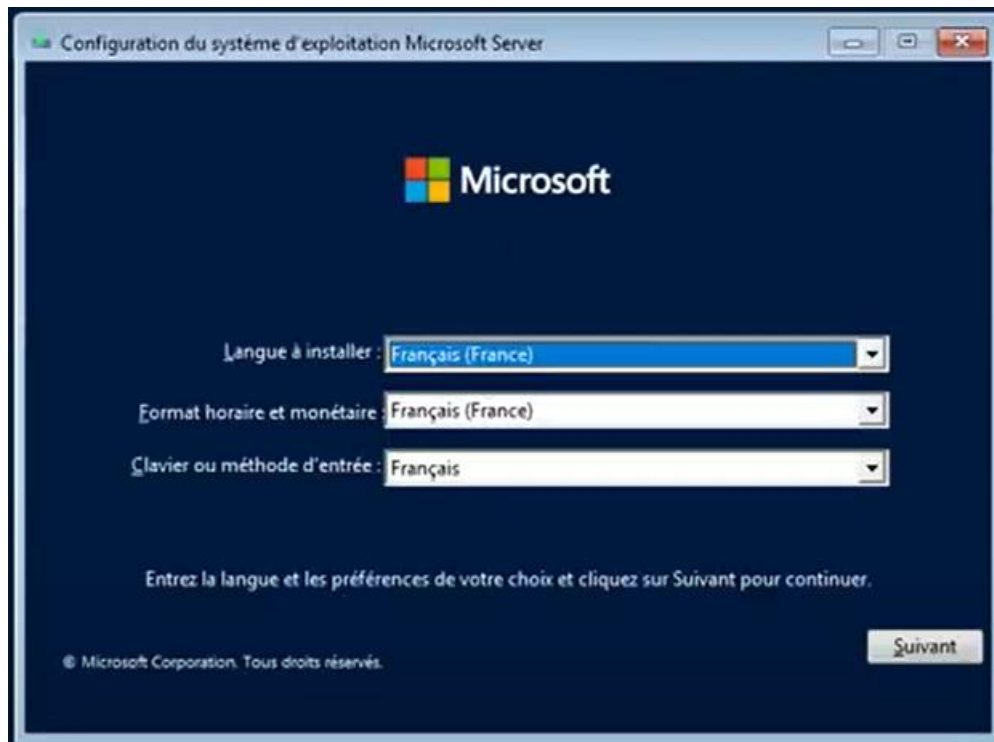 Configuration du système d'exploitation Microsoft Server
Microsoft
Langue à installer : Français (France)
Format horaire et monétaire : Français (France)
Clavier ou méthode d'entrée : Français
Entrez la langue et les préférences de votre choix et cliquez sur Suivant pour continuer.
© Microsoft Corporation. Tous droits réservés.
Suivant